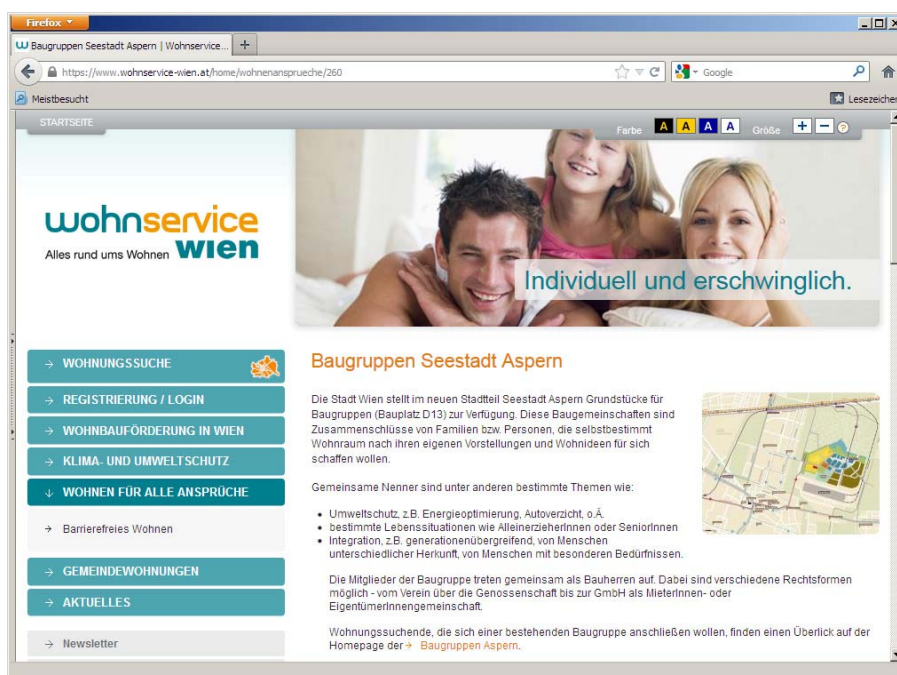 Firefox
Baugruppen Seestadt Aspern | Wohnservice...
https://www.wohnservice-wien.at/home/wohnenansprueche/260
Google
Meistbesucht
Lesezeichen
STARTSEITE
Farbe A A A A Größe + - ?
wohnservice
Alles rund ums Wohnen wien
Individuell und erschwinglich.
WOHNUNGSSUCHE
REGISTRIERUNG / LOGIN
WOHNBAUFÖRDERUNG IN WIEN
KLIMA- UND UMWELTSCHUTZ
WOHNEN FÜR ALLE ANSPRÜCHE
Barrierefreies Wohnen
GEMEINDEWOHNUNGEN
AKTUELLES
Newsletter
Baugruppen Seestadt Aspern
Die Stadt Wien stellt im neuen Stadtteil Seestadt Aspern Grundstücke für
Baugruppen (Bauplatz D13) zur Verfügung. Diese Baugemeinschaften sind
Zusammenschlüsse von Familien bzw. Personen, die selbstbestimmt
Wohnraum nach ihren eigenen Vorstellungen und Wohnideen für sich
schaffen wollen.
Gemeinsame Nenner sind unter anderen bestimmte Themen wie:
• Umweltschutz, z.B. Energieoptimierung, Autoverzicht, o.Ä.
• bestimmte Lebenssituationen wie AlleinerzieherInnen oder SeniorInnen
• Integration, z.B. generationenübergreifend, von Menschen
unterschiedlicher Herkunft, von Menschen mit besonderen Bedürfnissen.
Die Mitglieder der Baugruppe treten gemeinsam als Bauherren auf. Dabei sind verschiedene Rechtsformen
möglich - vom Verein über die Genossenschaft bis zur GmbH als MieterInnen- oder
EigentümerInnengemeinschaft.
Wohnungssuchende, die sich einer bestehenden Baugruppe anschließen wollen, finden einen Überlick auf der
Homepage der → Baugruppen Aspern.